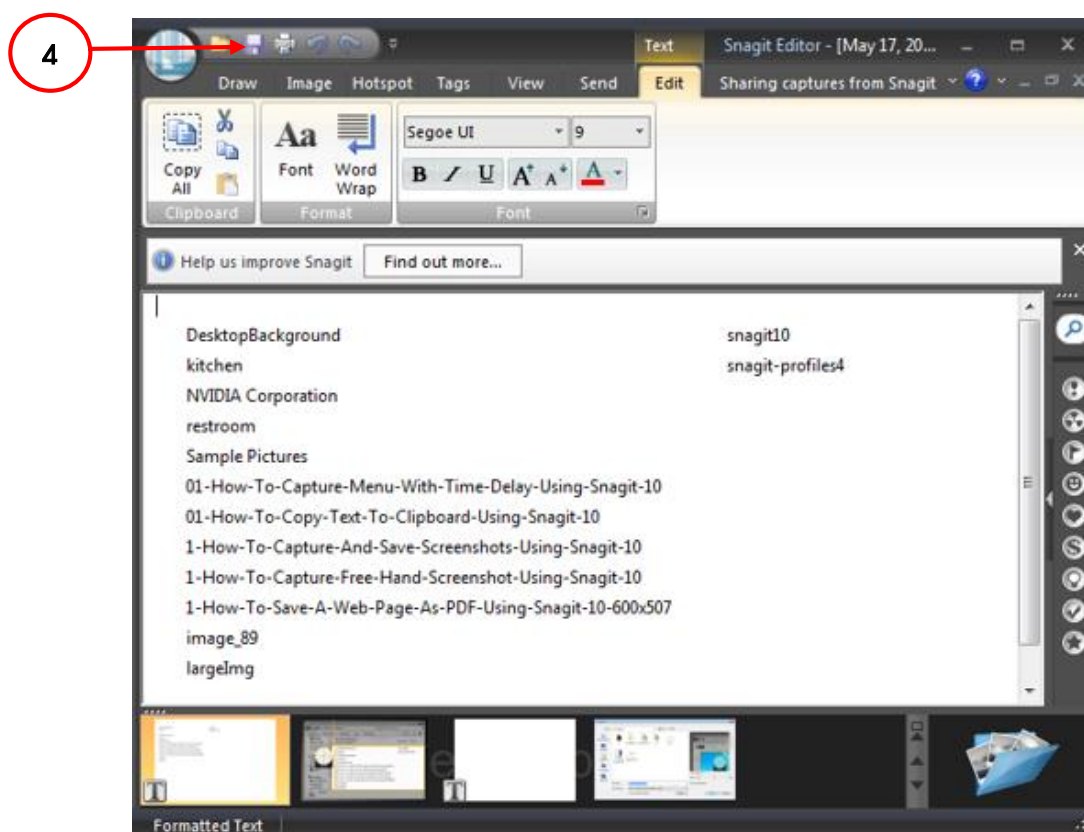 4
Text Snagit Editor - [May 17, 20...
Draw Image Hotspot Tags View Send Edit Sharing captures from Snagit
Copy All
Font
Word Wrap
Segoe UI 9
B I U A A A
Clipboard Format Font
Help us improve Snagit Find out more...
DesktopBackground snagit10
kitchen snagit-profiles4
NVIDIA Corporation
restroom
Sample Pictures
01-How-To-Capture-Menu-With-Time-Delay-Using-Snagit-10
01-How-To-Copy-Text-To-Clipboard-Using-Snagit-10
1-How-To-Capture-And-Save-Screenshots-Using-Snagit-10
1-How-To-Capture-Free-Hand-Screenshot-Using-Snagit-10
1-How-To-Save-A-Web-Page-As-PDF-Using-Snagit-10-600x507
image_89
largeImg
T T
Formatted Text